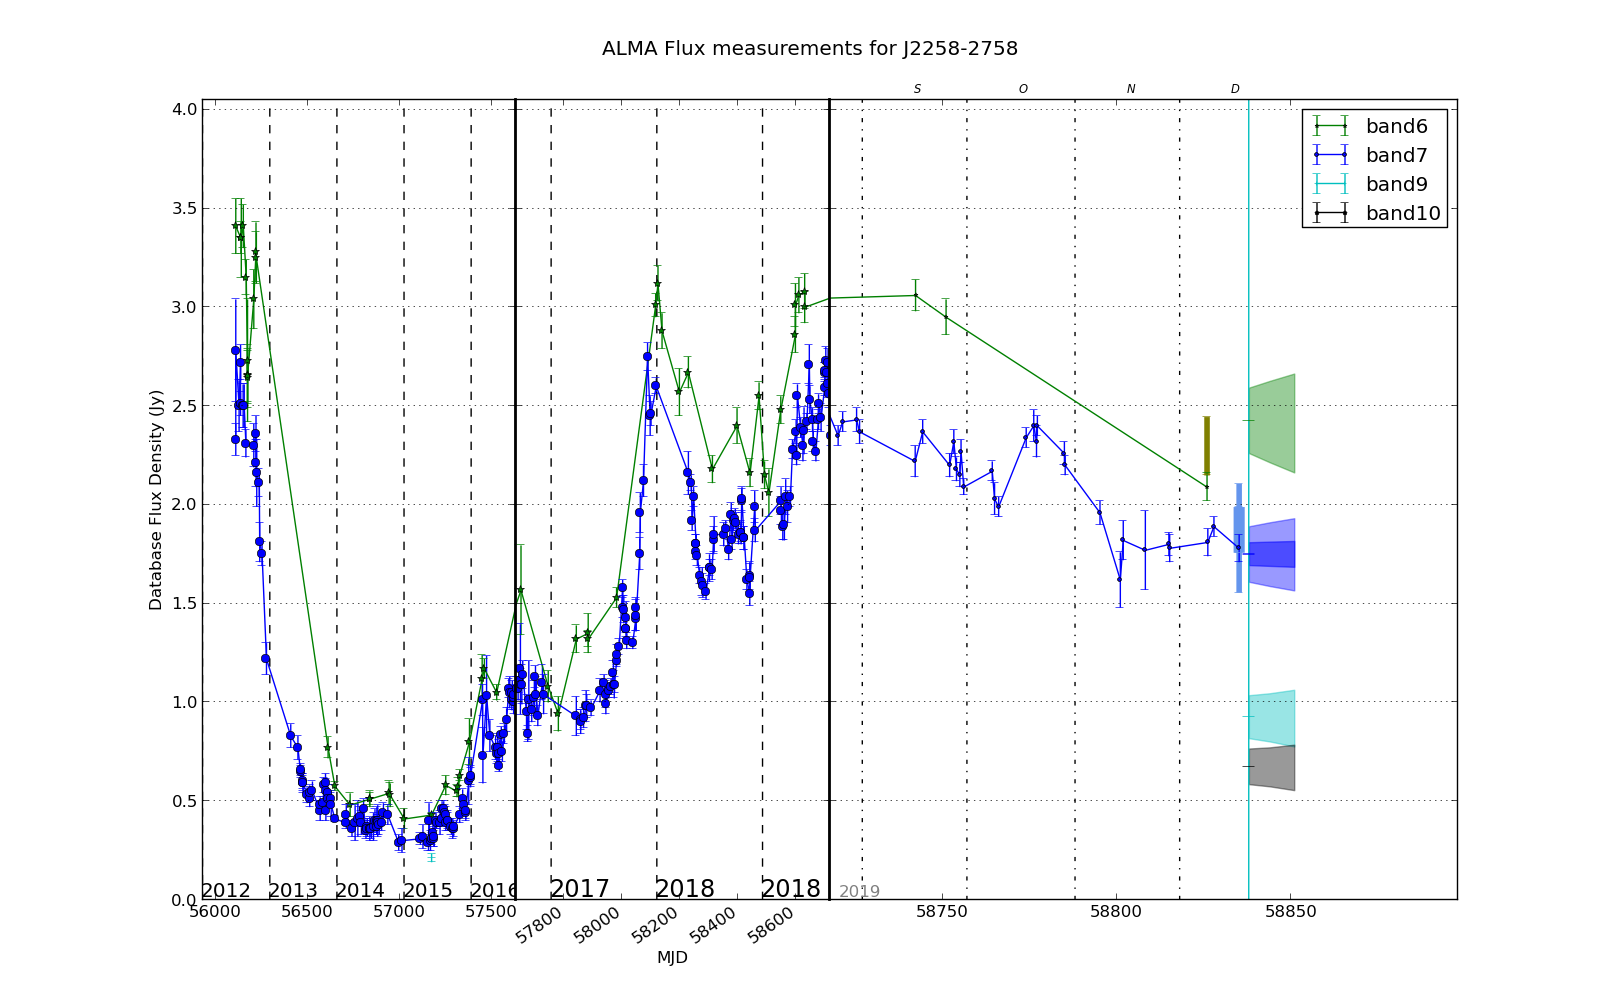 ALMA Flux measurements for J2258-2758
S O N D
4.0
3.5
3.0
2.5
2.0
1.5
1.0
0.5
0.0
Database Flux Density (Jy)
band6
band7
band9
band10
2012 2013 2014 2015 2016 2017 2018 2018 2019
56000 56500 57000 57500 57800 58000 58200 58400 58600 58750 58800 58850
MJD